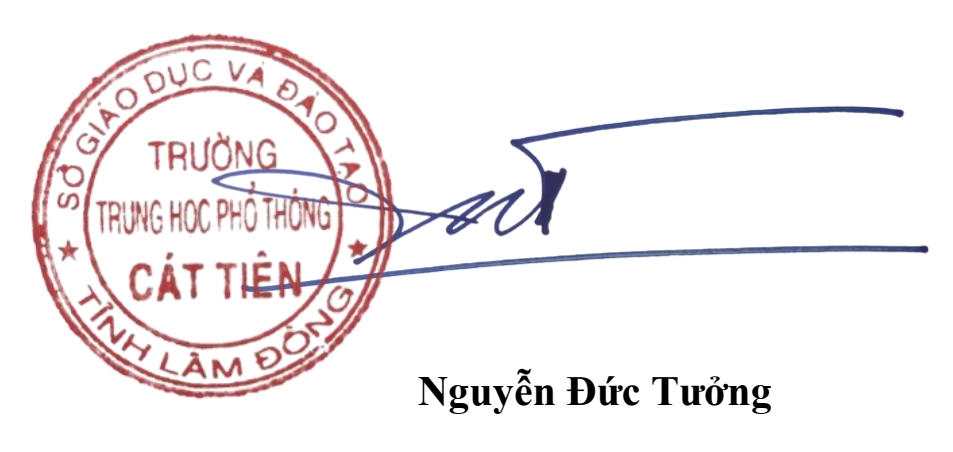 SỞ GIÁO DỤC VÀ ĐÀO TẠO
TRƯỜNG
TRUNG HỌC PHỔ THÔNG
CÁT TIÊN
TỈNH LÂM ĐỒNG
Nguyễn Đức Tưởng